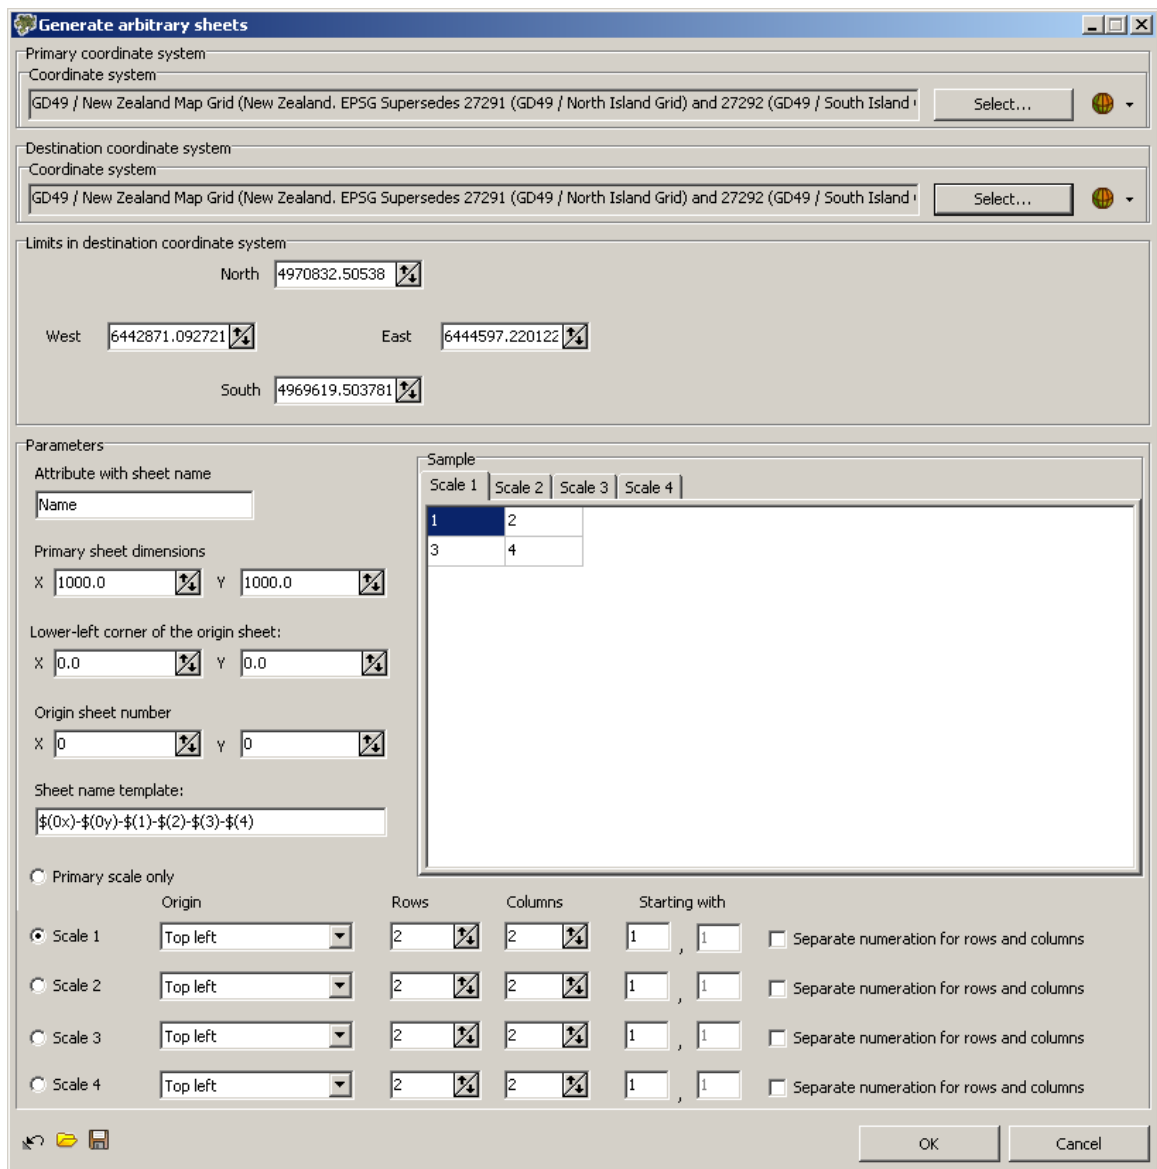 Generate arbitrary sheets
Primary coordinate system
Coordinate system
GD49 / New Zealand Map Grid (New Zealand. EPSG Supersedes 27291 (GD49 / North Island Grid) and 27292 (GD49 / South Island
Select...
Destination coordinate system
Coordinate system
GD49 / New Zealand Map Grid (New Zealand. EPSG Supersedes 27291 (GD49 / North Island Grid) and 27292 (GD49 / South Island
Select...
Limits in destination coordinate system
North 4970832.50538
West 6442871.092721 East 6444597.220122
South 4969619.503781
Parameters
Attribute with sheet name
Name
Primary sheet dimensions
X 1000.0 Y 1000.0
Lower-left corner of the origin sheet:
X 0.0 Y 0.0
Origin sheet number
X 0 Y 0
Sheet name template:
$(0x)-$(0y)-$(1)-$(2)-$(3)-$(4)
Sample
Scale 1 Scale 2 Scale 3 Scale 4
1 2
3 4
Primary scale only
Origin Rows Columns Starting with
Scale 1 Top left 2 2 1 , 1 Separate numeration for rows and columns
Scale 2 Top left 2 2 1 , 1 Separate numeration for rows and columns
Scale 3 Top left 2 2 1 , 1 Separate numeration for rows and columns
Scale 4 Top left 2 2 1 , 1 Separate numeration for rows and columns
OK Cancel